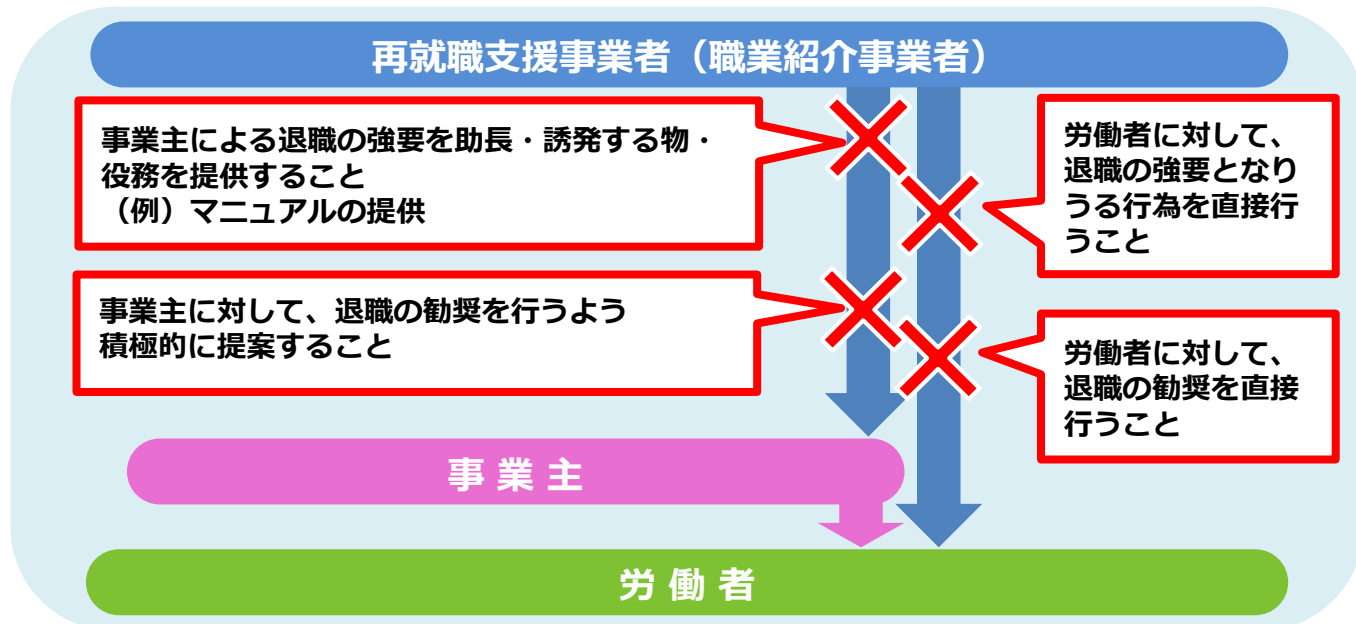 再就職支援事業者（職業紹介事業者）
事業主による退職の強要を助長・誘発する物・
役務を提供すること
（例）マニュアルの提供
労働者に対して、
退職の強要となり
うる行為を直接行
うこと
事業主に対して、退職の勧奨を行うよう
積極的に提案すること
労働者に対して、
退職の勧奨を直接
行うこと
事 業 主
労 働 者